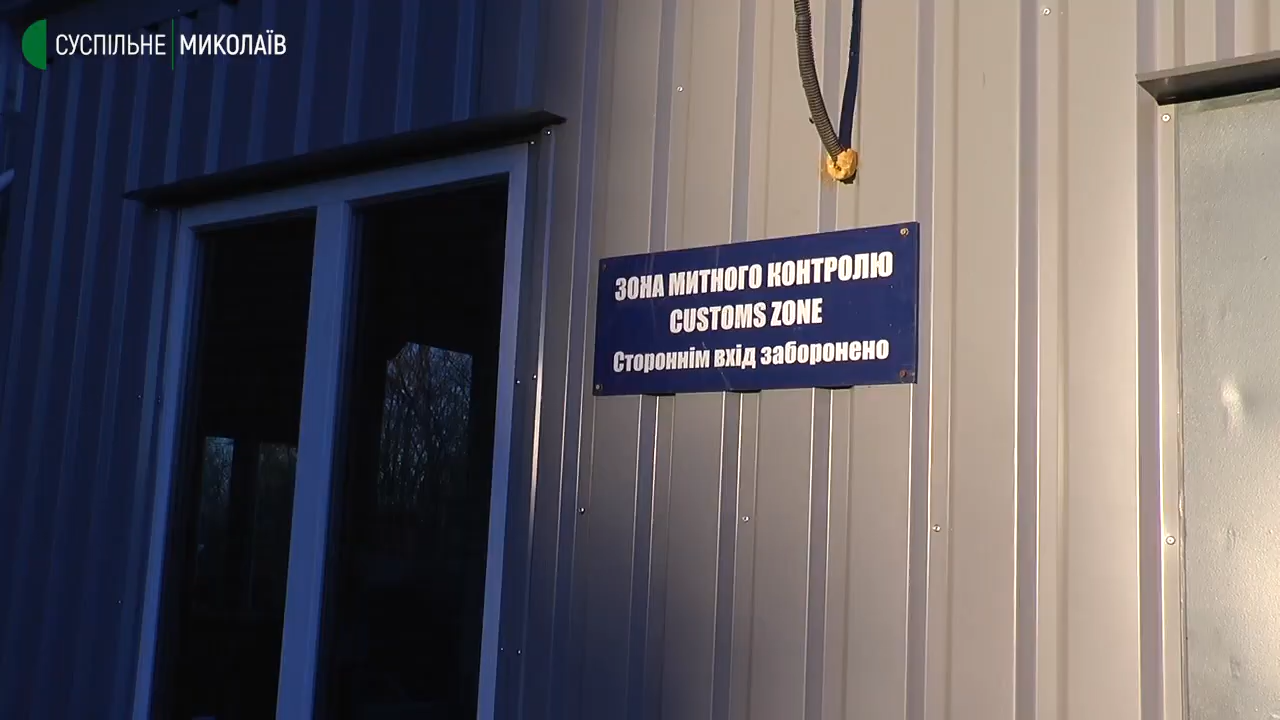 СУСПІЛЬНЕ МИКОЛАЇВ
ЗОНА МИТНОГО КОНТРОЛЮ
CUSTOMS ZONE
Стороннім вхід заборонено